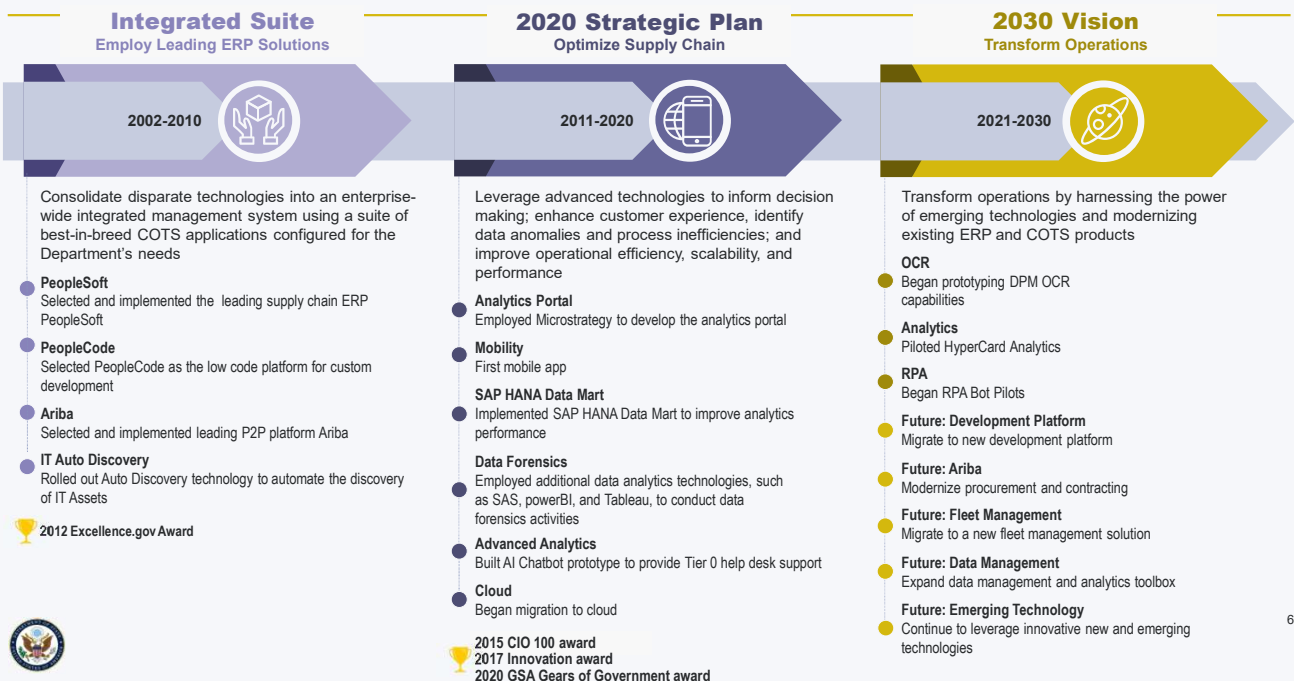 Integrated Suite
Employ Leading ERP Solutions
2002-2010
Consolidate disparate technologies into an enterprise-
wide integrated management system using a suite of
best-in-breed COTS applications configured for the
Department's needs
PeopleSoft
Selected and implemented the leading supply chain ERP
PeopleSoft
PeopleCode
Selected PeopleCode as the low code platform for custom
development
Ariba
Selected and implemented leading P2P platform Ariba
IT Auto Discovery
Rolled out Auto Discovery technology to automate the discovery
of IT Assets
2012 Excellence.gov Award
2020 Strategic Plan
Optimize Supply Chain
2011-2020
Leverage advanced technologies to inform decision
making; enhance customer experience, identify
data anomalies and process inefficiencies; and
improve operational efficiency, scalability, and
performance
Analytics Portal
Employed Microstrategy to develop the analytics portal
Mobility
First mobile app
SAP HANA Data Mart
Implemented SAP HANA Data Mart to improve analytics
performance
Data Forensics
Employed additional data analytics technologies, such
as SAS, powerBI, and Tableau, to conduct data
forensics activities
Advanced Analytics
Built AI Chatbot prototype to provide Tier 0 help desk support
Cloud
Began migration to cloud
2015 CIO 100 award
2017 Innovation award
2020 GSA Gears of Government award
2030 Vision
Transform Operations
2021-2030
Transform operations by harnessing the power
of emerging technologies and modernizing
existing ERP and COTS products
OCR
Began prototyping DPM OCR
capabilities
Analytics
Piloted HyperCard Analytics
RPA
Began RPA Bot Pilots
Future: Development Platform
Migrate to new development platform
Future: Ariba
Modernize procurement and contracting
Future: Fleet Management
Migrate to a new fleet management solution
Future: Data Management
Expand data management and analytics toolbox
Future: Emerging Technology
Continue to leverage innovative new and emerging
technologies
6